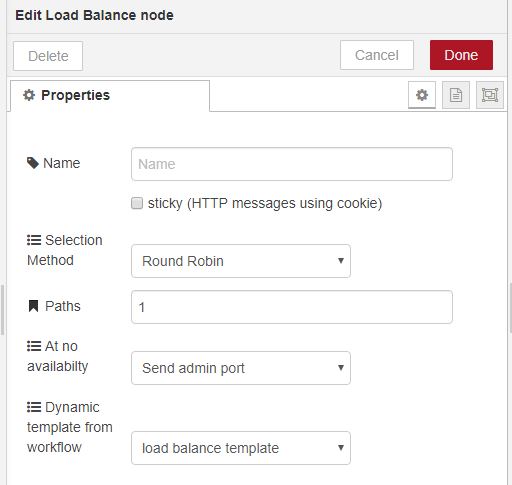 Edit Load Balance node
Delete
Cancel
Done
Properties
Name
Name
sticky (HTTP messages using cookie)
Selection
Method
Round Robin
Paths
1
At no
availabilty
Send admin port
Dynamic
template from
workflow
load balance template